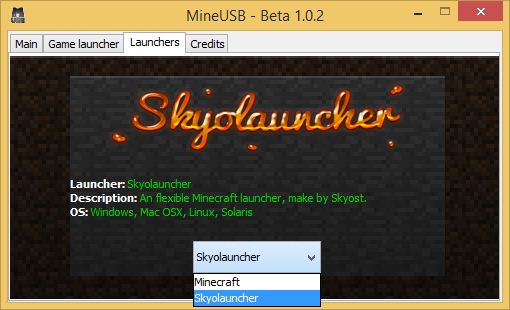 MineUSB - Beta 1.0.2
Main Game launcher Launchers Credits
Skyolauncher
Launcher: Skyolauncher
Description: An flexible Minecraft launcher, make by Skyost.
OS: Windows, Mac OSX, Linux, Solaris
Skyolauncher
Minecraft
Skyolauncher